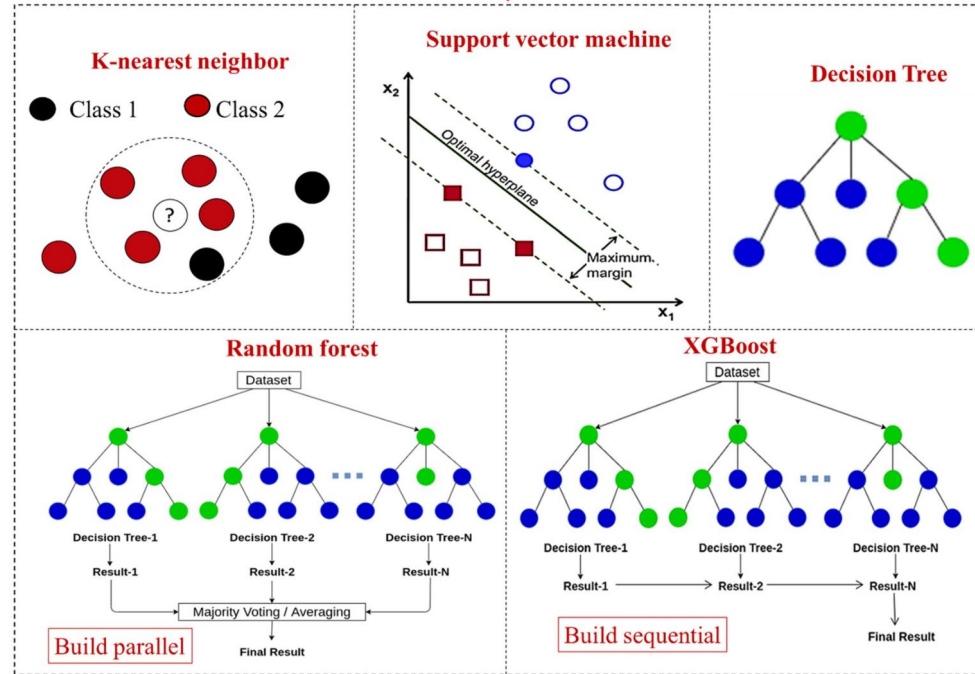 K-nearest neighbor
Class 1
Class 2
?
Support vector machine
x₂
Optimal hyperplane
Maximum
margin
x₁
Decision Tree
Random forest
Dataset
Decision Tree-1
Decision Tree-2
Decision Tree-N
Result-1
Result-2
Result-N
Majority Voting / Averaging
Build parallel
Final Result
XGBoost
Dataset
Decision Tree-1
Decision Tree-2
Decision Tree-N
Result-1
Result-2
Result-N
Build sequential
Final Result